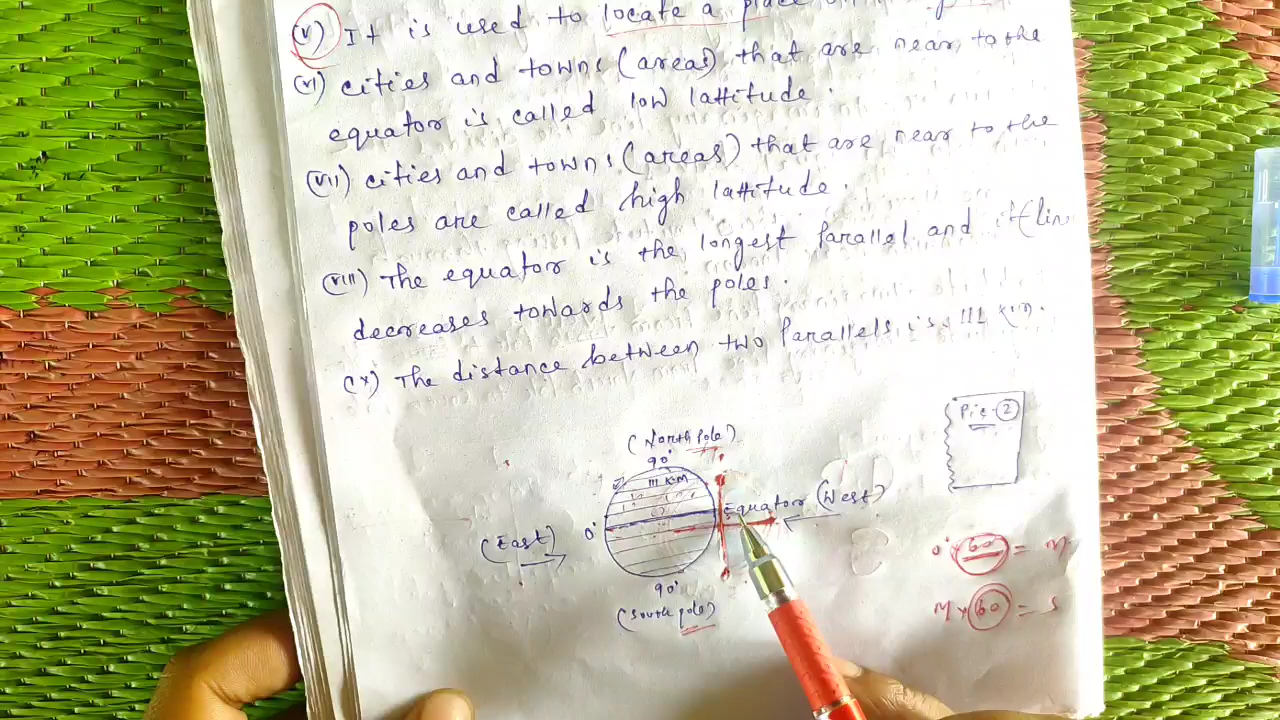 (v) It is used to locate a place
(vi) cities and towns (areas) that are near to the
equator is called low lattitude.
(vii) cities and towns (areas) that are near to the
poles are called high lattitude.
(viii) The equator is the longest parallel and
decreases towards the poles.
(x) The distance between two parallels is 111 km.
Pic-2
(North pole)
90°
111 km
Equator (West)
0°
(East)
90°
(South pole)
0° × 60 = M
M × 60 = S